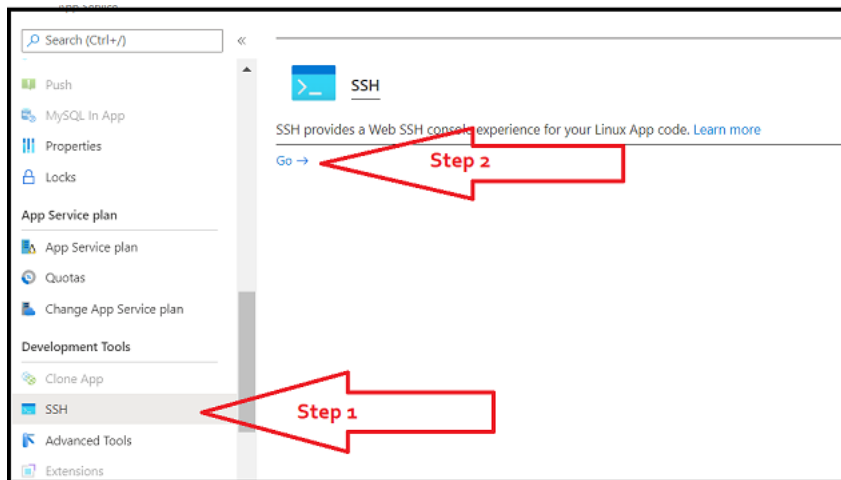 App Service
Search (Ctrl+/)
«
Push
MySQL In App
Properties
Locks
App Service plan
App Service plan
Quotas
Change App Service plan
Development Tools
Clone App
SSH
Advanced Tools
Extensions
SSH
SSH provides a Web SSH console experience for your Linux App code. Learn more
Go →
Step 2
Step 1